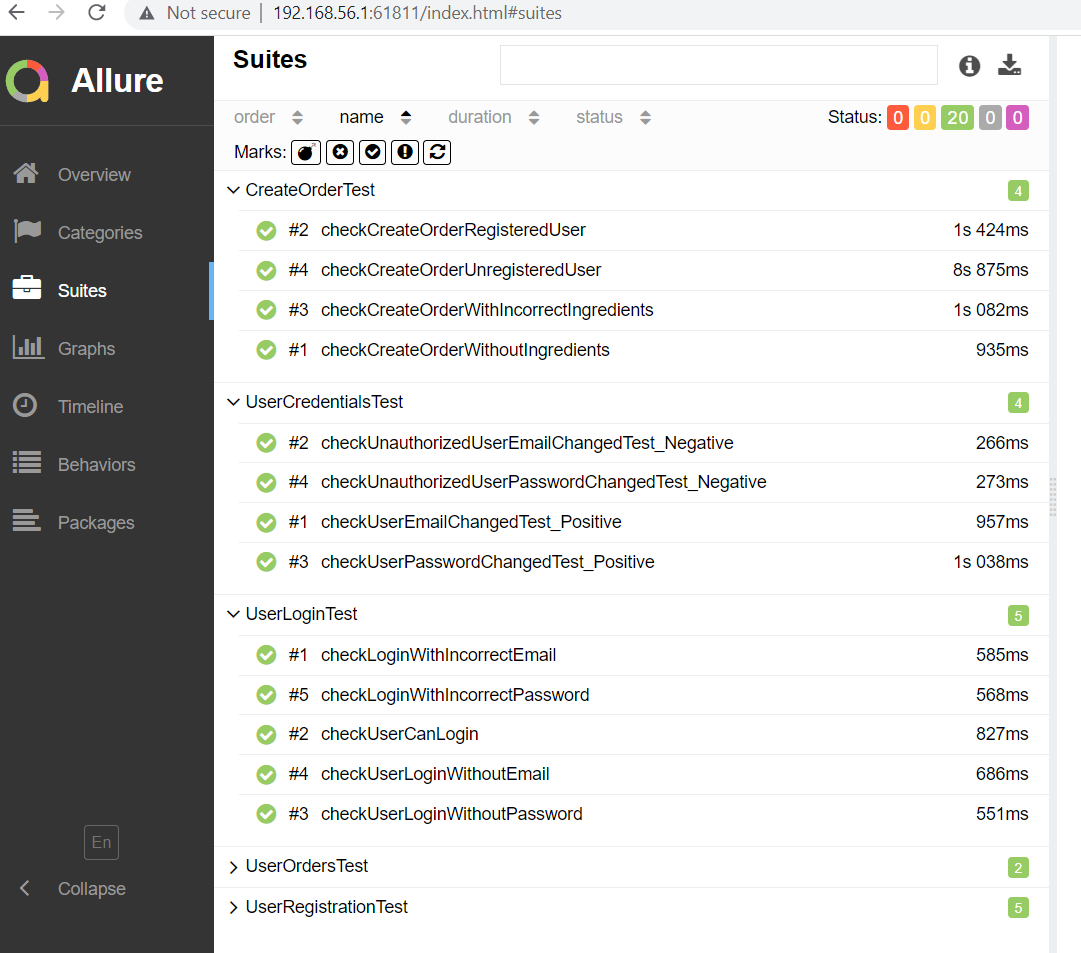 Not secure | 192.168.56.1:61811/index.html#suites
Allure
Overview
Categories
Suites
Graphs
Timeline
Behaviors
Packages
En
Collapse
Suites
order name duration status Status: 0 0 20 0 0
Marks:
CreateOrderTest 4
#2 checkCreateOrderRegisteredUser 1s 424ms
#4 checkCreateOrderUnregisteredUser 8s 875ms
#3 checkCreateOrderWithIncorrectIngredients 1s 082ms
#1 checkCreateOrderWithoutIngredients 935ms
UserCredentialsTest 4
#2 checkUnauthorizedUserEmailChangedTest_Negative 266ms
#4 checkUnauthorizedUserPasswordChangedTest_Negative 273ms
#1 checkUserEmailChangedTest_Positive 957ms
#3 checkUserPasswordChangedTest_Positive 1s 038ms
UserLoginTest 5
#1 checkLoginWithIncorrectEmail 585ms
#5 checkLoginWithIncorrectPassword 568ms
#2 checkUserCanLogin 827ms
#4 checkUserLoginWithoutEmail 686ms
#3 checkUserLoginWithoutPassword 551ms
UserOrdersTest 2
UserRegistrationTest 5